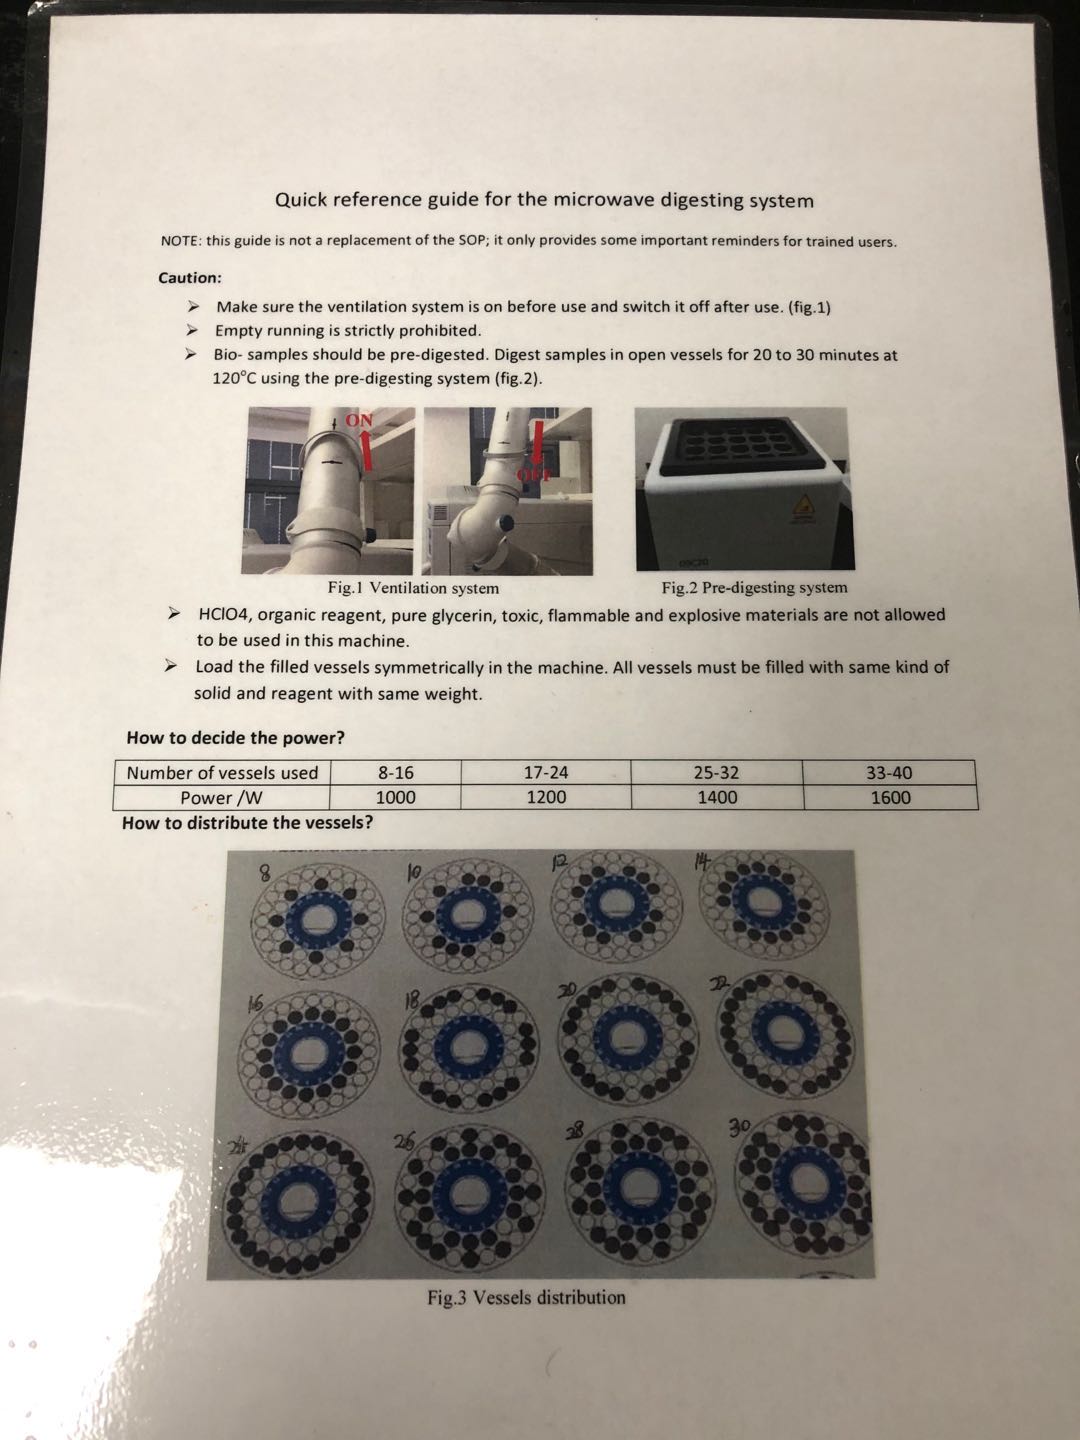 Quick reference guide for the microwave digesting system
NOTE: this guide is not a replacement of the SOP; it only provides some important reminders for trained users.
Caution:
➢ Make sure the ventilation system is on before use and switch it off after use. (fig.1)
➢ Empty running is strictly prohibited.
➢ Bio- samples should be pre-digested. Digest samples in open vessels for 20 to 30 minutes at
120°C using the pre-digesting system (fig.2).
ON
OFF
Fig.1 Ventilation system
Fig.2 Pre-digesting system
➢ HClO4, organic reagent, pure glycerin, toxic, flammable and explosive materials are not allowed
to be used in this machine.
➢ Load the filled vessels symmetrically in the machine. All vessels must be filled with same kind of
solid and reagent with same weight.
How to decide the power?
Number of vessels used 8-16 17-24 25-32 33-40
Power /W 1000 1200 1400 1600
How to distribute the vessels?
8 10 12 14
16 18 20 22
24 26 28 30
Fig.3 Vessels distribution